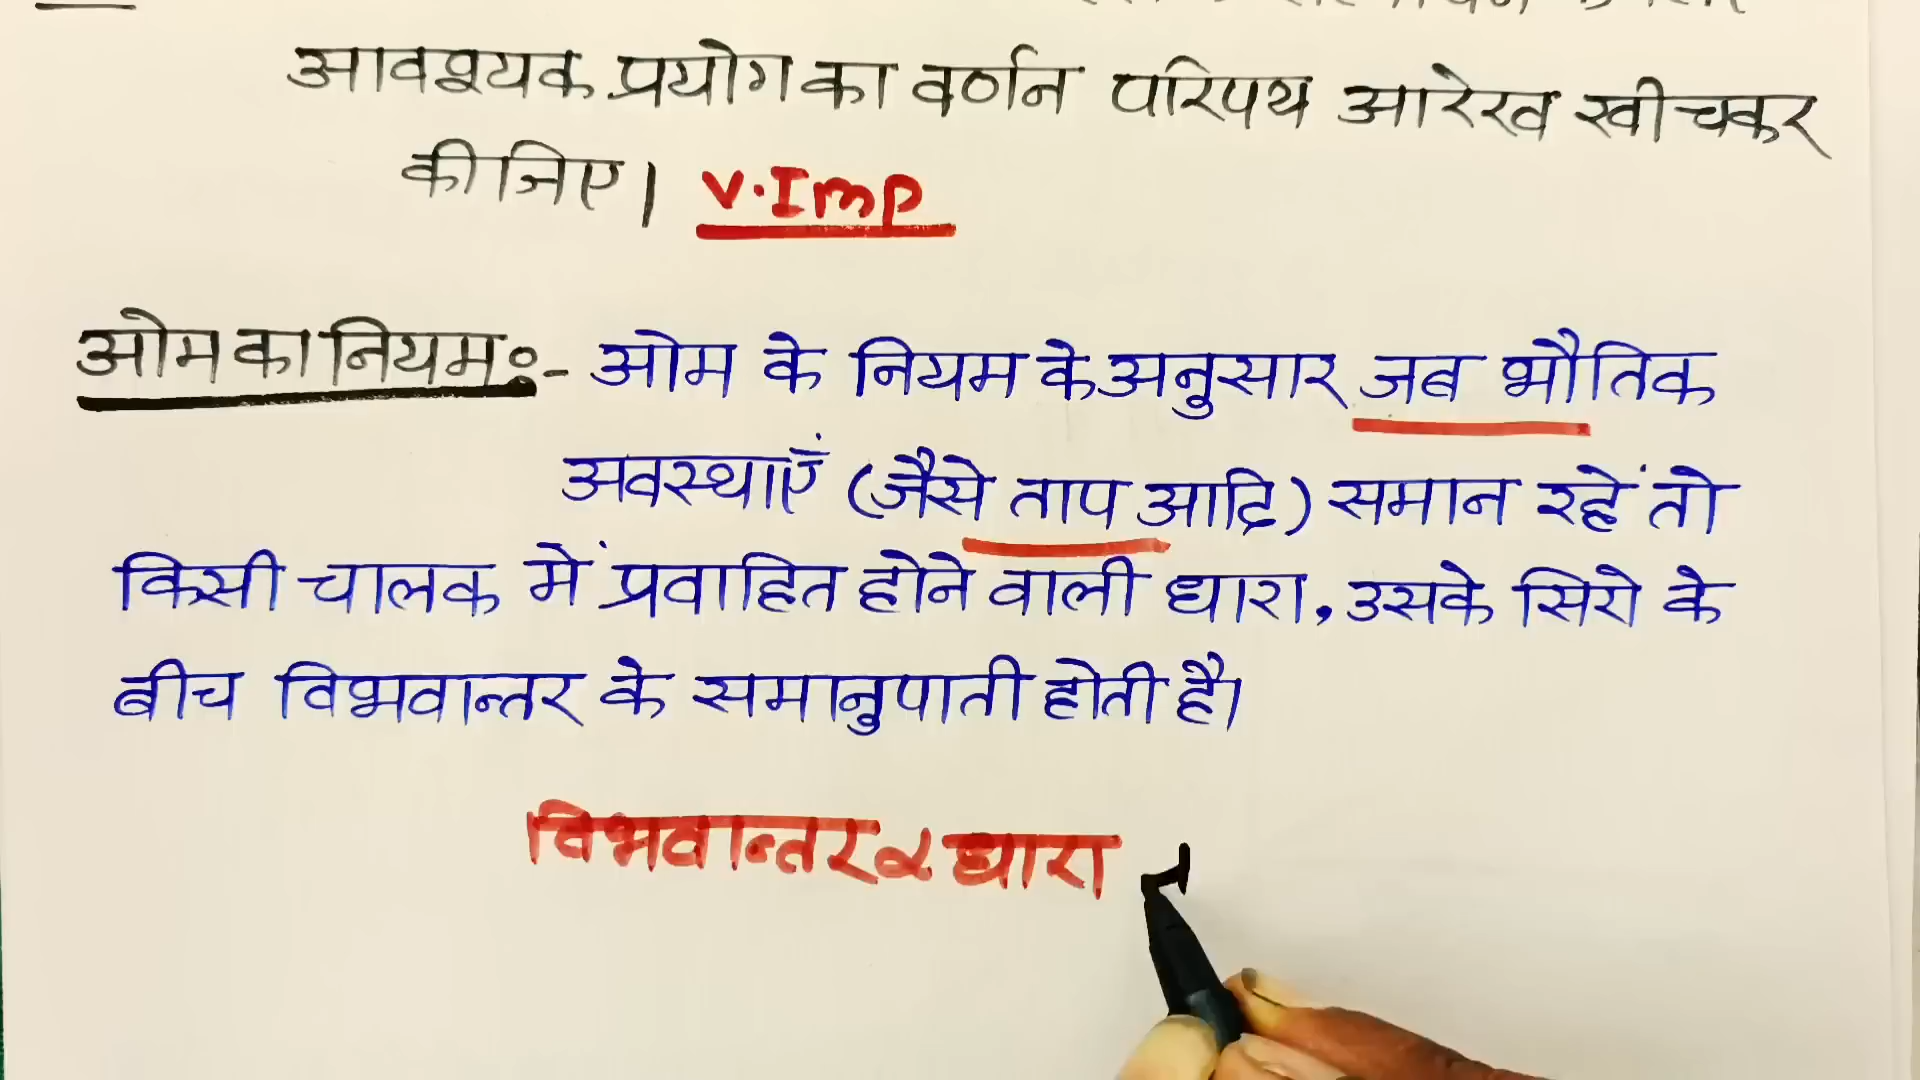 आवश्यक प्रयोग का वर्णन परिपथ आरेख खीचकर
कीजिए। V.Imp
ओम का नियम:- ओम के नियम के अनुसार जब भौतिक
अवस्थाएँ (जैसे ताप आदि) समान रहें तो
किसी चालक में प्रवाहित होने वाली धारा, उसके सिरो के
बीच विभवान्तर के समानुपाती होती है।
विभवान्तर ∝ धारा